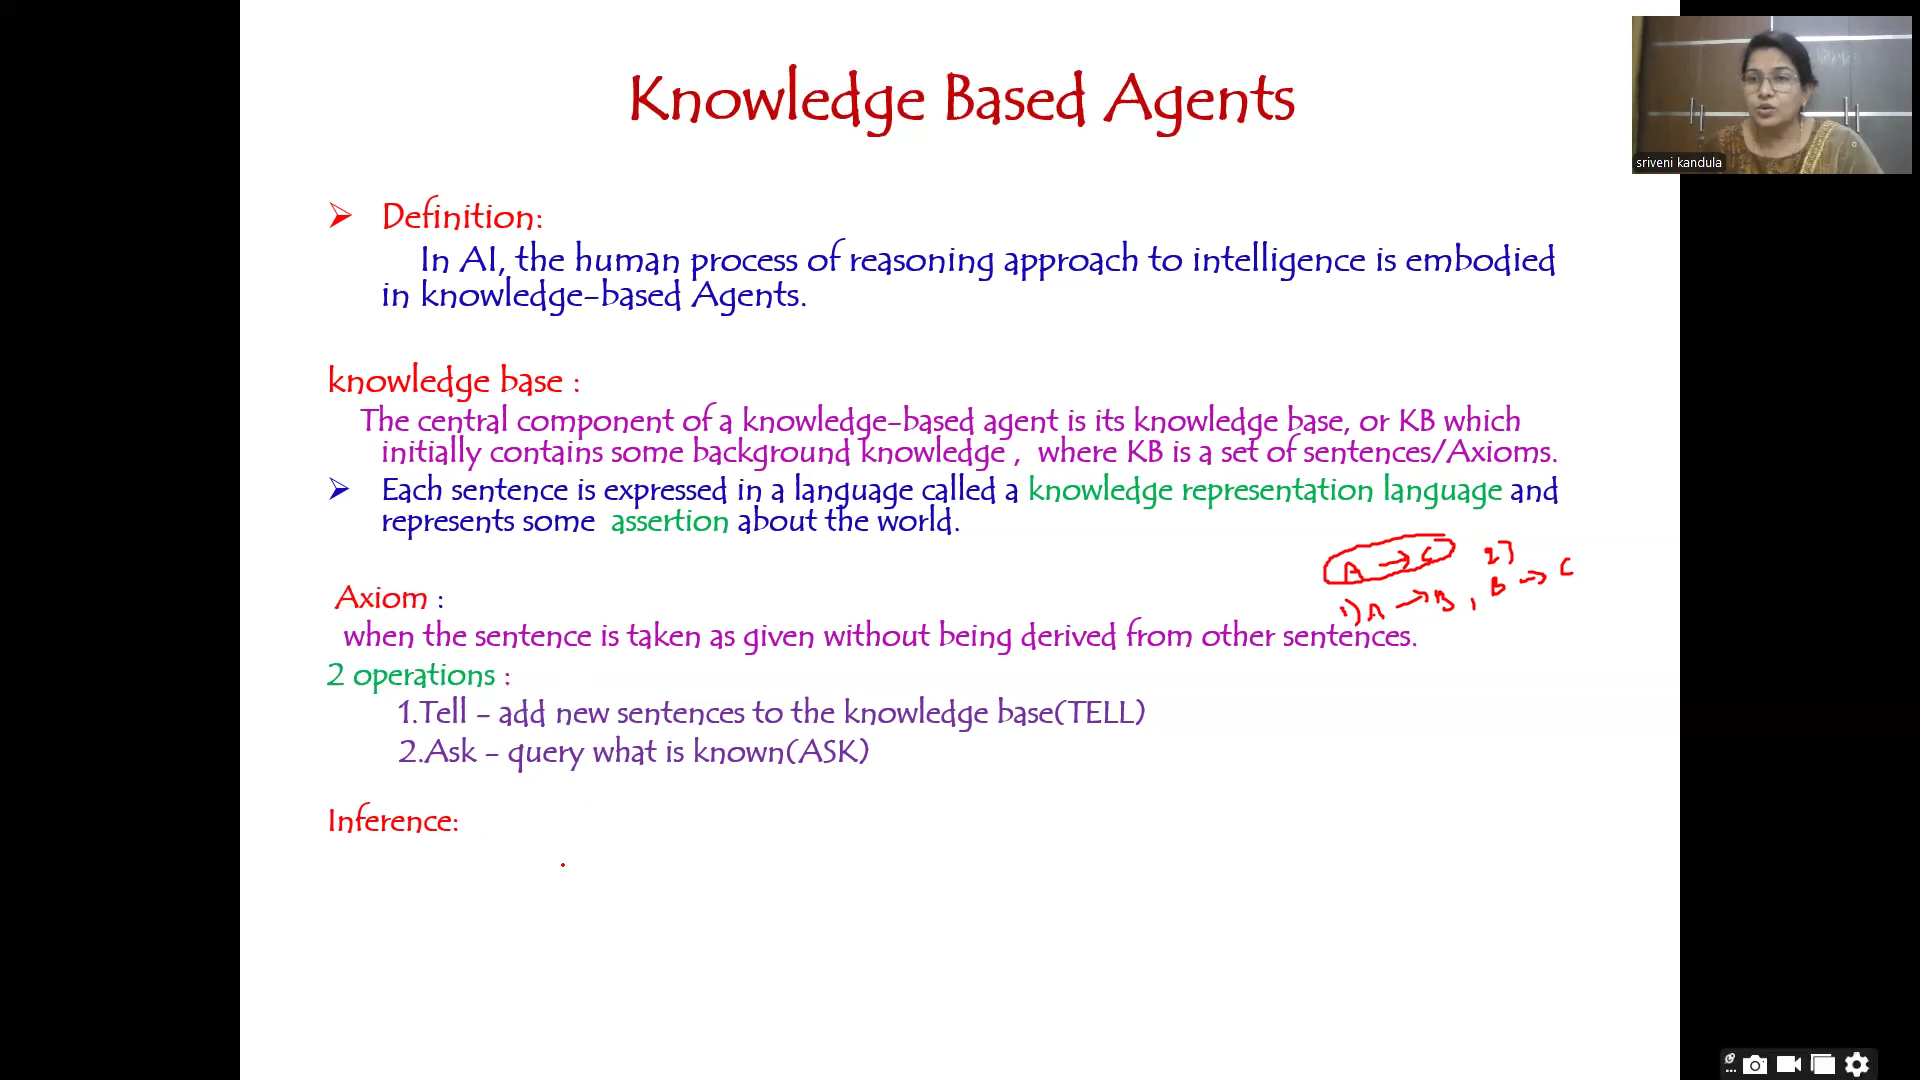 Knowledge Based Agents
sriveni kandula
➢ Definition:
In AI, the human process of reasoning approach to intelligence is embodied
in knowledge-based Agents.
knowledge base :
The central component of a knowledge-based agent is its knowledge base, or KB which
initially contains some background knowledge , where KB is a set of sentences/Axioms.
➢ Each sentence is expressed in a language called a knowledge representation language and
represents some assertion about the world.
A → C 2)
1) A → B , B → C
Axiom :
when the sentence is taken as given without being derived from other sentences.
2 operations :
1.Tell – add new sentences to the knowledge base(TELL)
2.Ask – query what is known(ASK)
Inference: